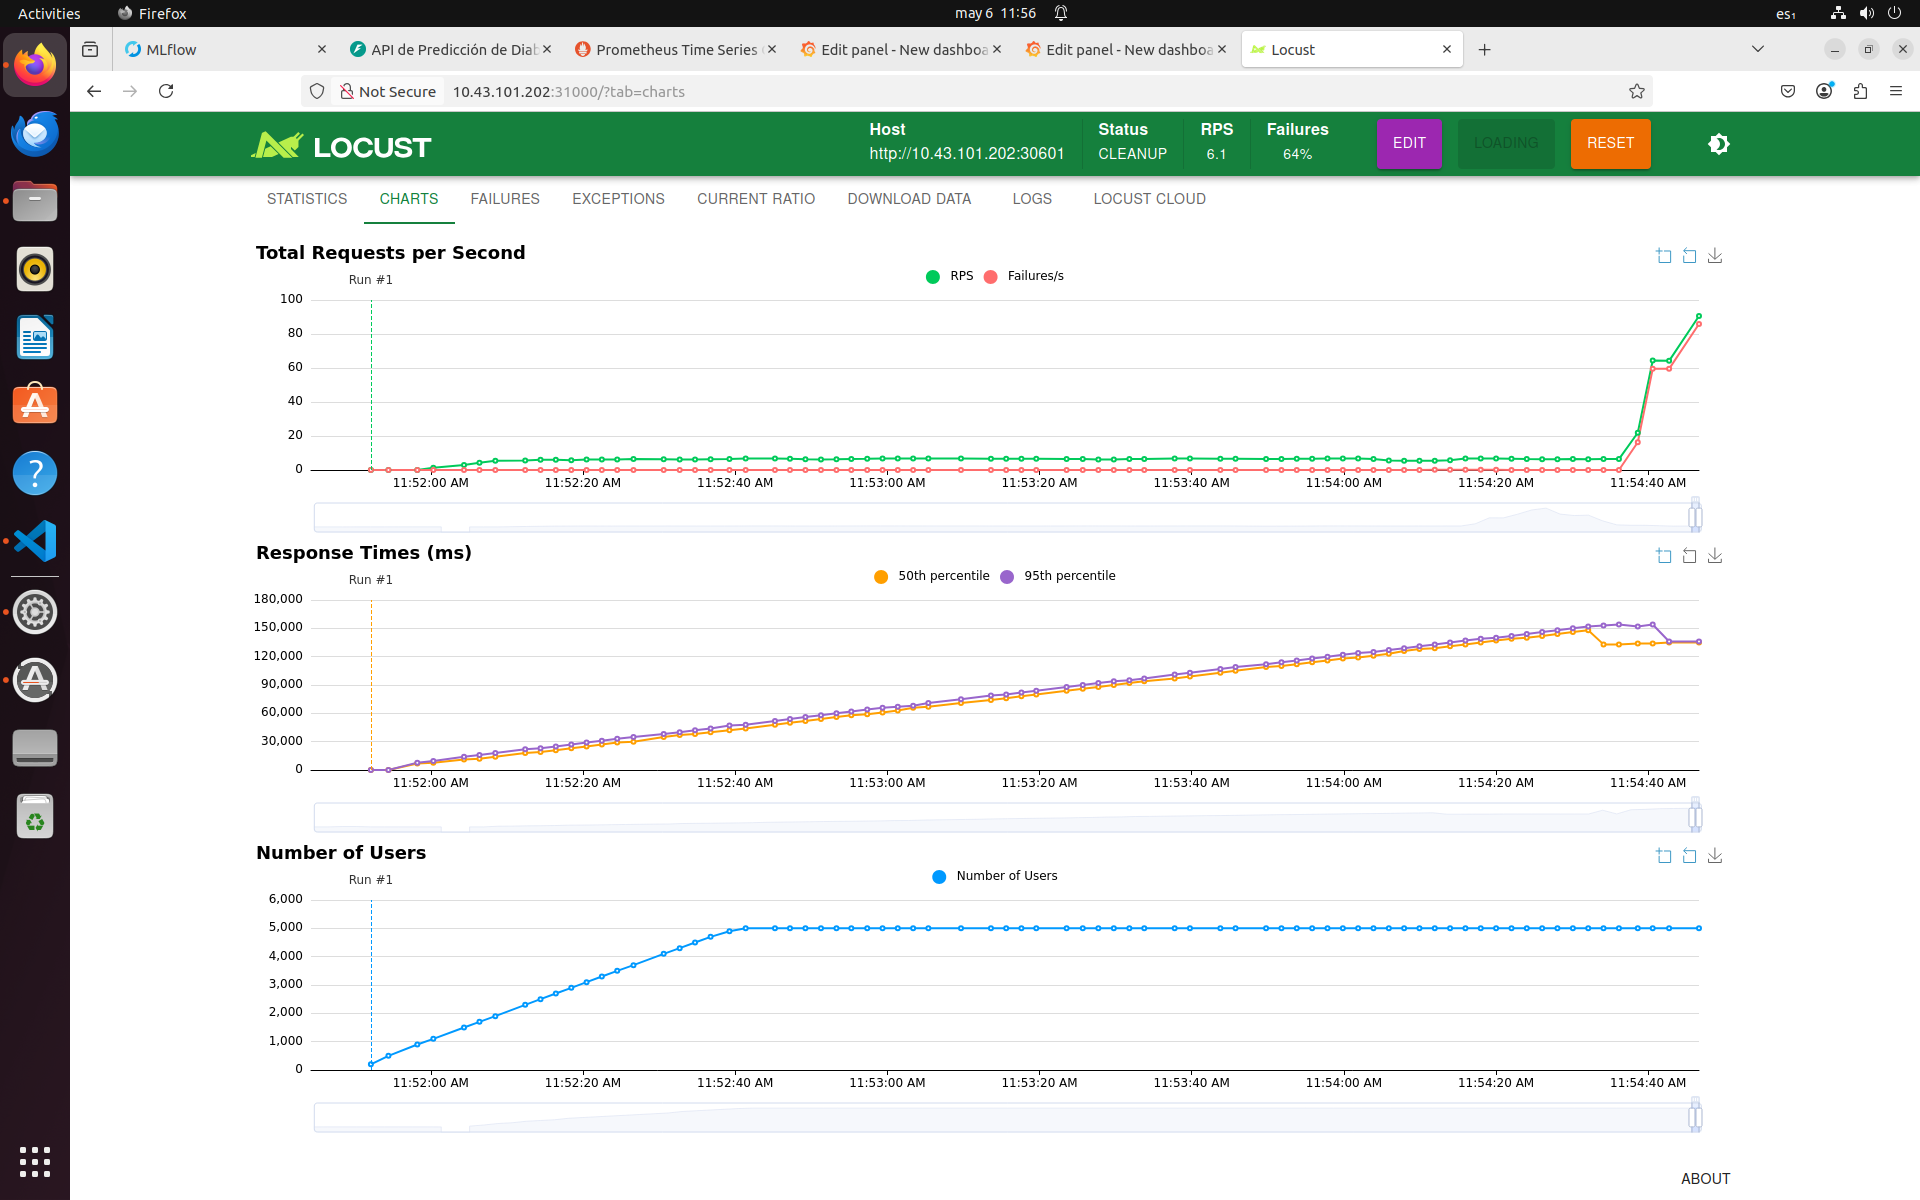 Activities
Firefox
may 6 11:56
es₁
MLflow
API de Predicción de Diab
Prometheus Time Series
Edit panel - New dashboa
Edit panel - New dashboa
Locust
Not Secure
10.43.101.202:31000/?tab=charts
LOCUST
Host
http://10.43.101.202:30601
Status
CLEANUP
RPS
6.1
Failures
64%
EDIT
LOADING
RESET
STATISTICS
CHARTS
FAILURES
EXCEPTIONS
CURRENT RATIO
DOWNLOAD DATA
LOGS
LOCUST CLOUD
Total Requests per Second
Run #1
RPS
Failures/s
100
80
60
40
20
0
11:52:00 AM
11:52:20 AM
11:52:40 AM
11:53:00 AM
11:53:20 AM
11:53:40 AM
11:54:00 AM
11:54:20 AM
11:54:40 AM
Response Times (ms)
Run #1
50th percentile
95th percentile
180,000
150,000
120,000
90,000
60,000
30,000
0
11:52:00 AM
11:52:20 AM
11:52:40 AM
11:53:00 AM
11:53:20 AM
11:53:40 AM
11:54:00 AM
11:54:20 AM
11:54:40 AM
Number of Users
Run #1
Number of Users
6,000
5,000
4,000
3,000
2,000
1,000
0
11:52:00 AM
11:52:20 AM
11:52:40 AM
11:53:00 AM
11:53:20 AM
11:53:40 AM
11:54:00 AM
11:54:20 AM
11:54:40 AM
ABOUT